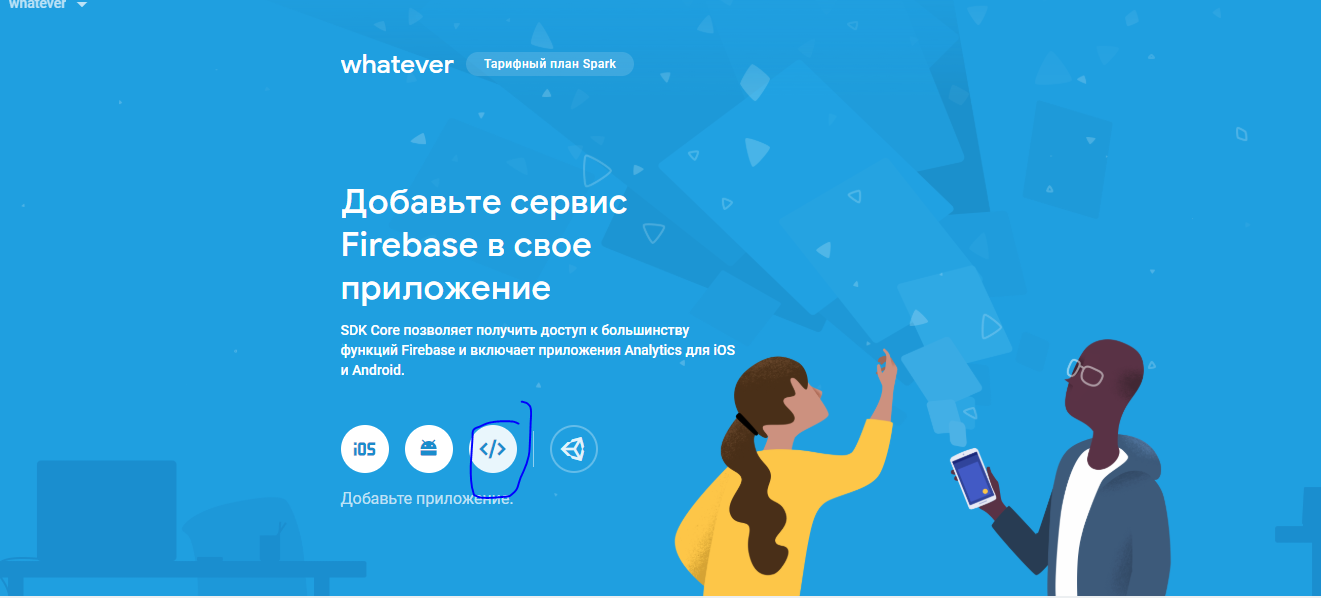 whatever
whatever
Тарифный план Spark
Добавьте сервис
Firebase в свое
приложение
SDK Core позволяет получить доступ к большинству
функций Firebase и включает приложения Analytics для iOS
и Android.
iOS
</>
Добавьте приложение.